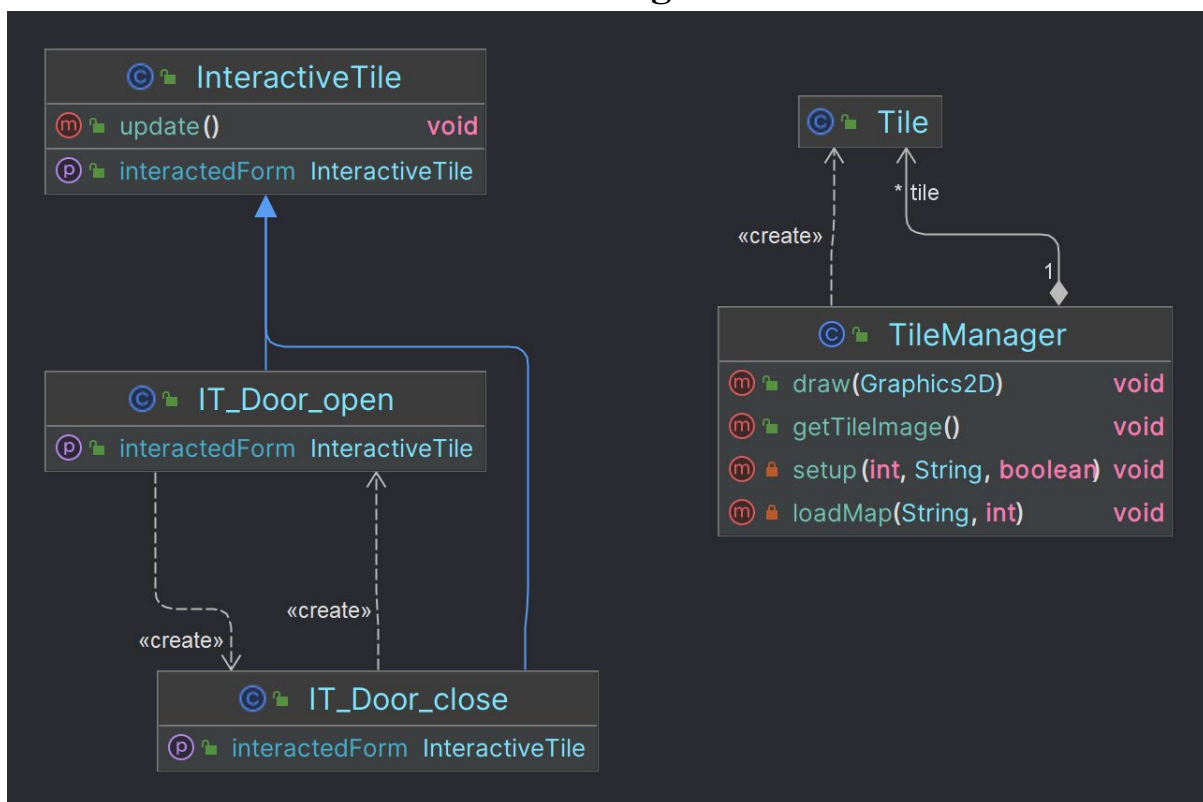 InteractiveTile
update() void
interactedForm InteractiveTile
IT_Door_open
interactedForm InteractiveTile
«create»
«create»
IT_Door_close
interactedForm InteractiveTile
Tile
* tile
«create»
1
TileManager
draw(Graphics2D) void
getTileImage() void
setup(int, String, boolean) void
loadMap(String, int) void